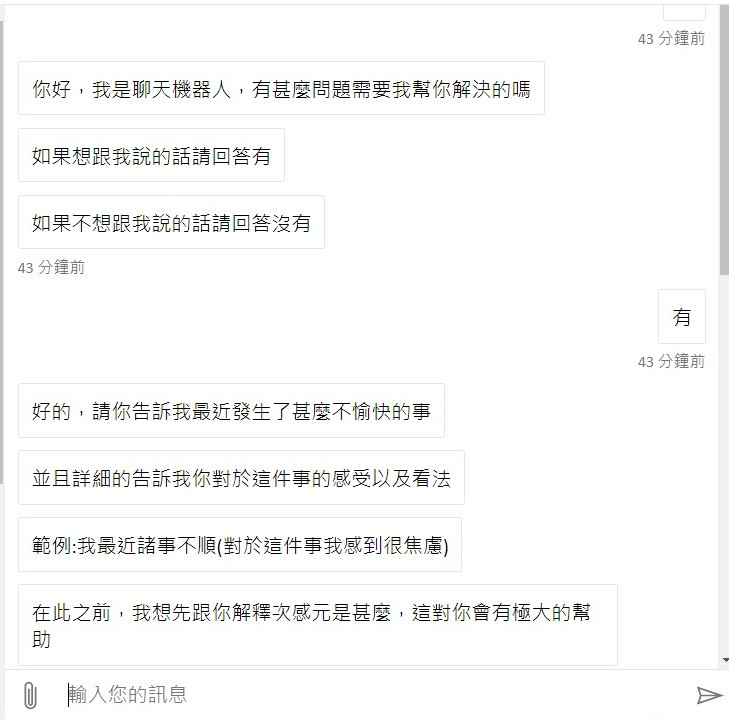 43 分鐘前
你好，我是聊天機器人，有甚麼問題需要我幫你解決的嗎
如果想跟我說的話請回答有
如果不想跟我說的話請回答沒有
43 分鐘前
有
43 分鐘前
好的，請你告訴我最近發生了甚麼不愉快的事
並且詳細的告訴我你對於這件事的感受以及看法
範例:我最近諸事不順(對於這件事我感到很焦慮)
在此之前，我想先跟你解釋次感元是甚麼，這對你會有極大的幫
助
輸入您的訊息